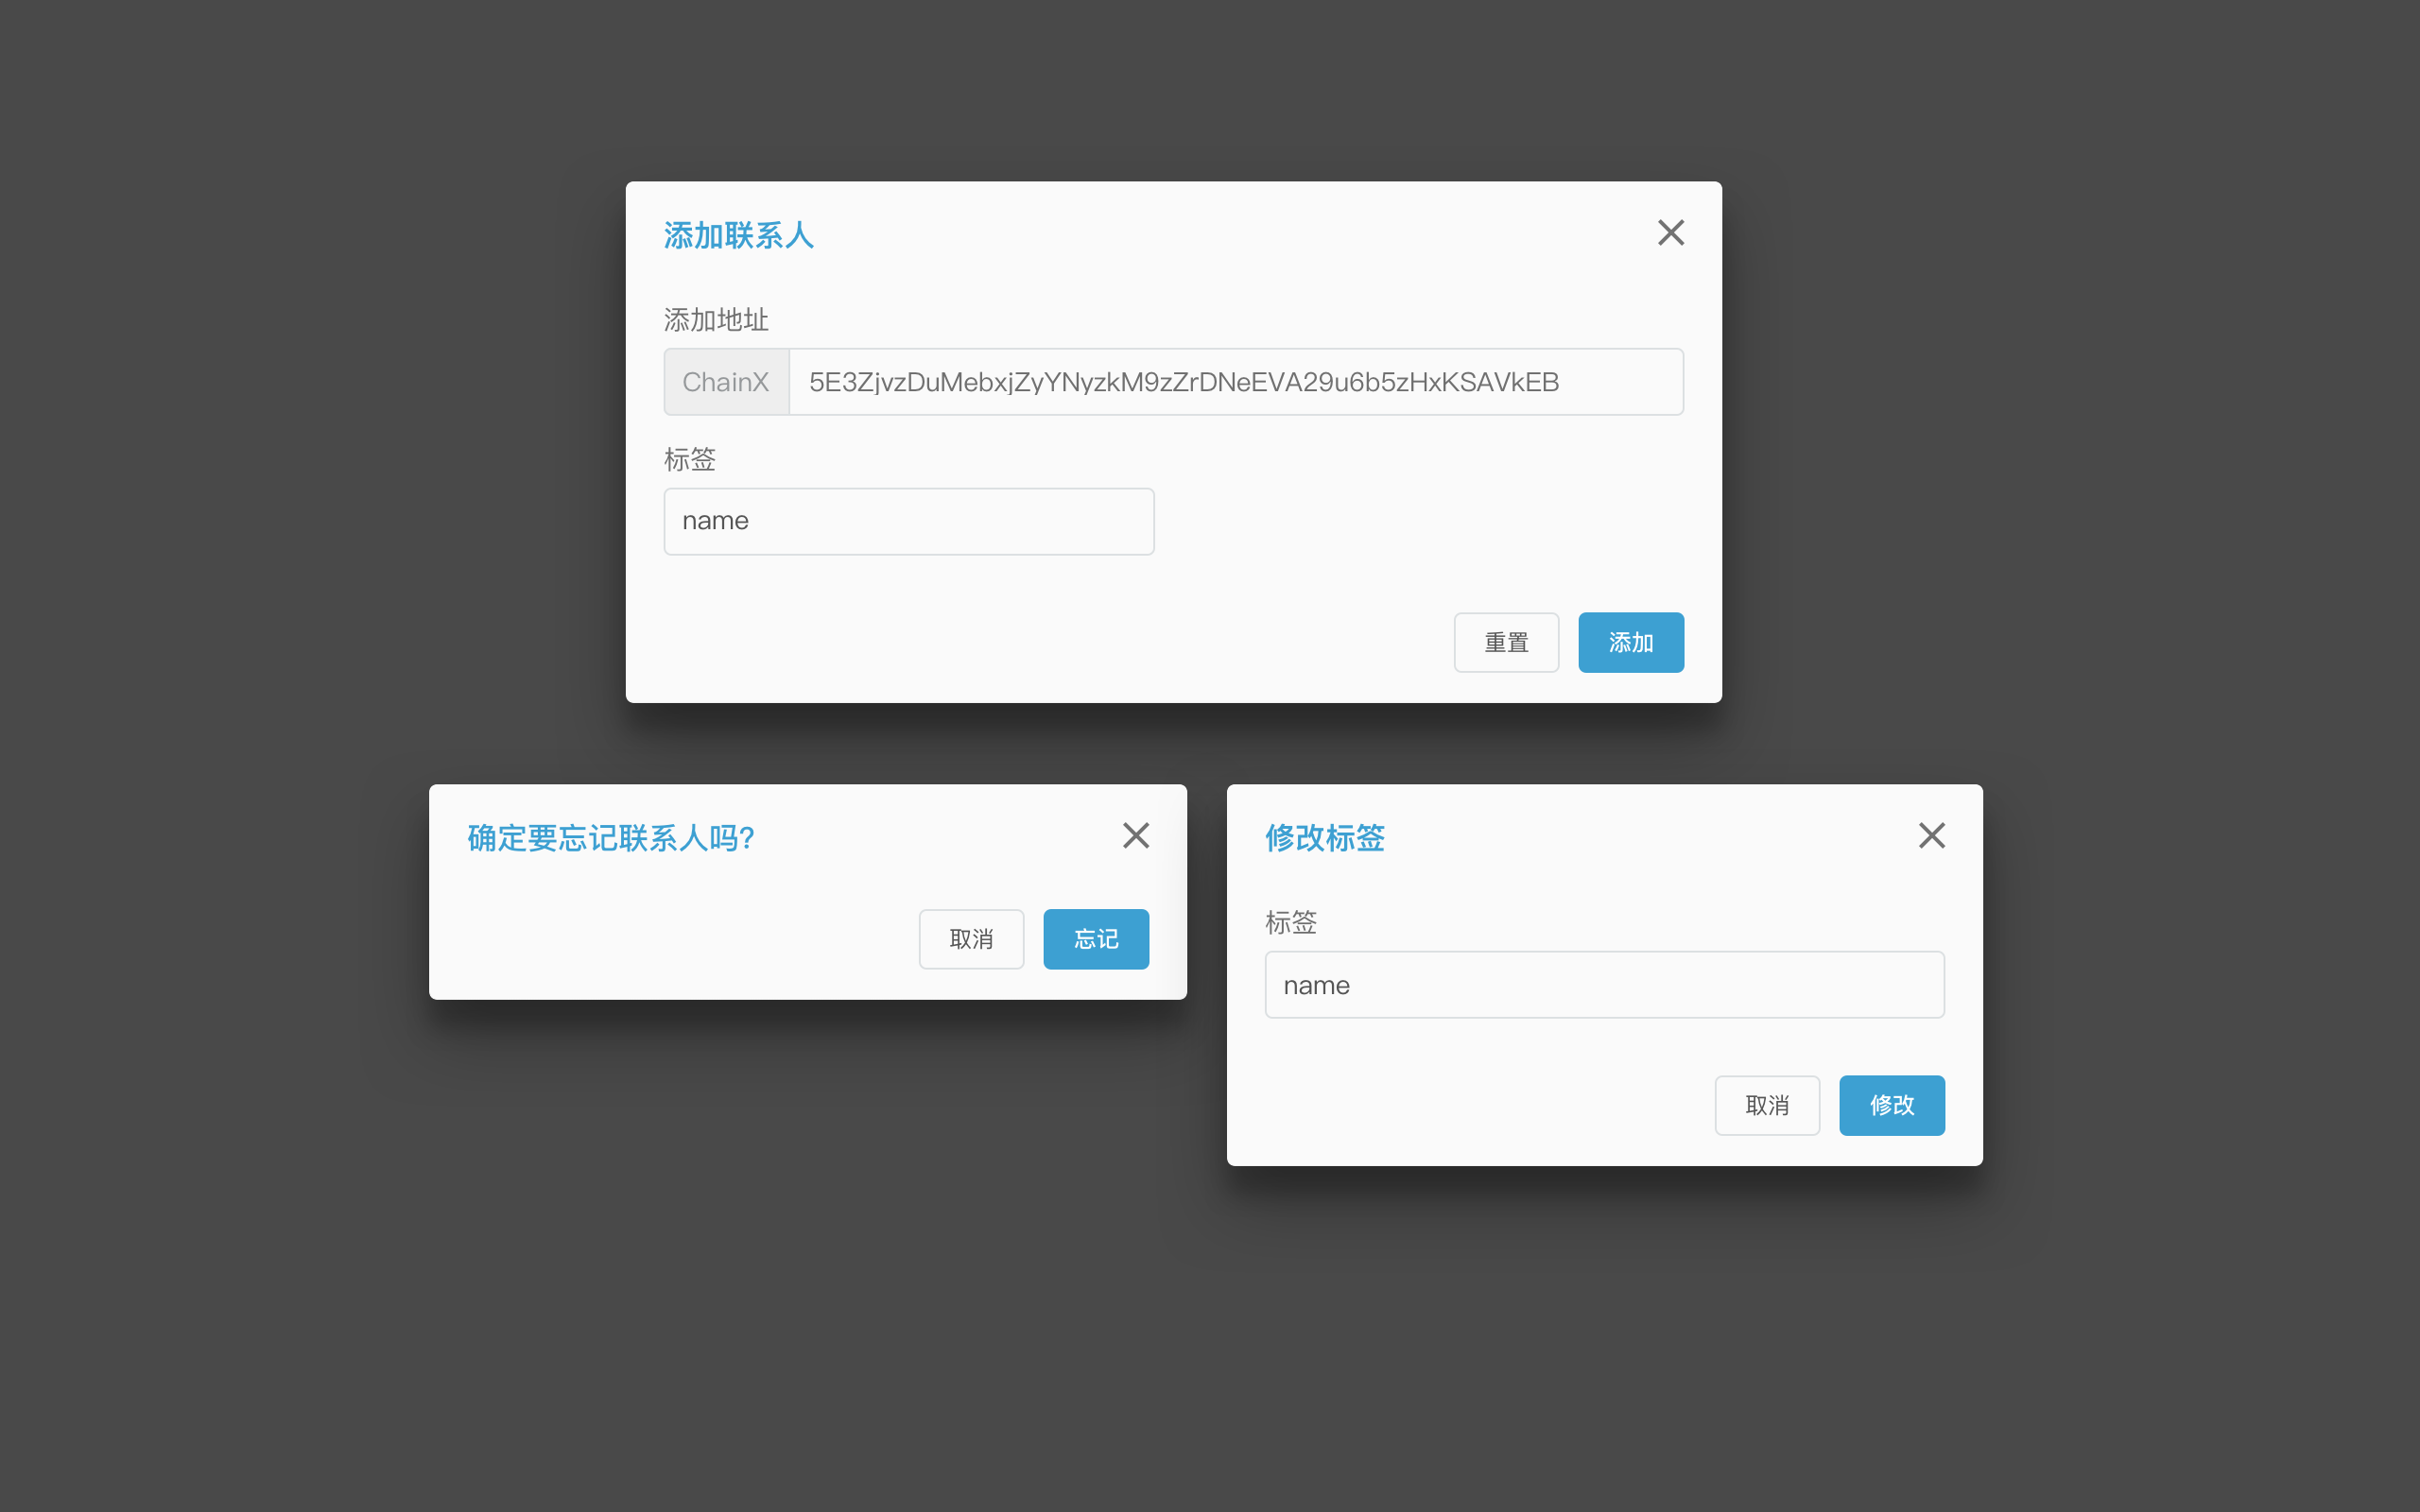 添加联系人
添加地址
ChainX 5E3ZjvzDuMebxjZyYNyzkM9zZrDNeEVA29u6b5zHxKSAVkEB
标签
name
重置 添加
确定要忘记联系人吗?
取消 忘记
修改标签
标签
name
取消 修改